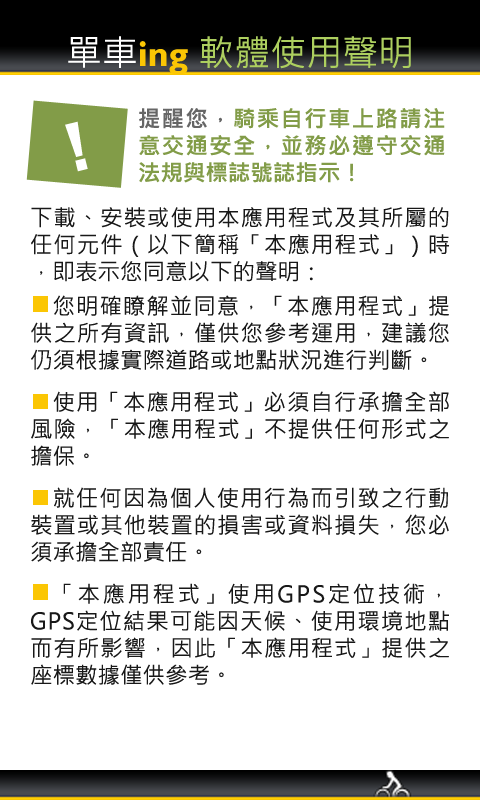 單車ing 軟體使用聲明
!
提醒您，騎乘自行車上路請注
意交通安全，並務必遵守交通
法規與標誌號誌指示！
下載、安裝或使用本應用程式及其所屬的
任何元件（以下簡稱「本應用程式」）時
，即表示您同意以下的聲明：
您明確瞭解並同意，「本應用程式」提
供之所有資訊，僅供您參考運用，建議您
仍須根據實際道路或地點狀況進行判斷。
使用「本應用程式」必須自行承擔全部
風險，「本應用程式」不提供任何形式之
擔保。
就任何因為個人使用行為而引致之行動
裝置或其他裝置的損害或資料損失，您必
須承擔全部責任。
「本應用程式」使用GPS定位技術，
GPS定位結果可能因天候、使用環境地點
而有所影響，因此「本應用程式」提供之
座標數據僅供參考。